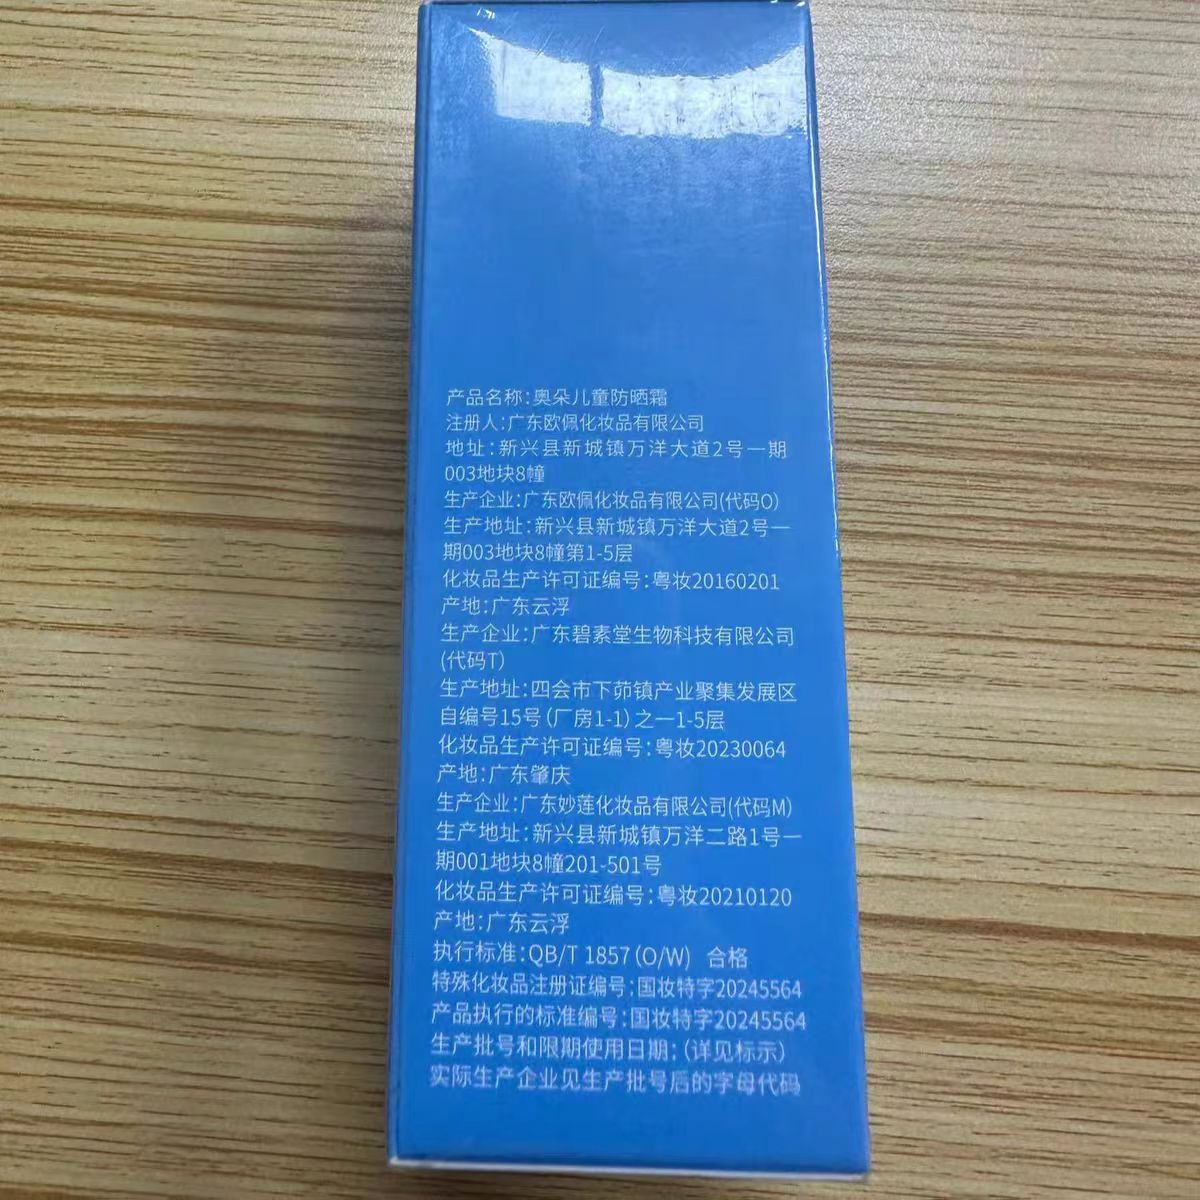 产品名称:奥朵儿童防晒霜
注册人:广东欧佩化妆品有限公司
地址:新兴县新城镇万洋大道2号一期
003地块8幢
生产企业:广东欧佩化妆品有限公司(代码O)
生产地址:新兴县新城镇万洋大道2号一
期003地块8幢第1-5层
化妆品生产许可证编号:粤妆20160201
产地:广东云浮
生产企业:广东碧素堂生物科技有限公司
(代码T)
生产地址:四会市下茆镇产业聚集发展区
自编号15号(厂房1-1)之一1-5层
化妆品生产许可证编号:粤妆20230064
产地:广东肇庆
生产企业:广东妙莲化妆品有限公司(代码M)
生产地址:新兴县新城镇万洋二路1号一
期001地块8幢201-501号
化妆品生产许可证编号:粤妆20210120
产地:广东云浮
执行标准:QB/T 1857(O/W) 合格
特殊化妆品注册证编号:国妆特字20245564
产品执行的标准编号:国妆特字20245564
生产批号和限期使用日期:(详见标示)
实际生产企业见生产批号后的字母代码